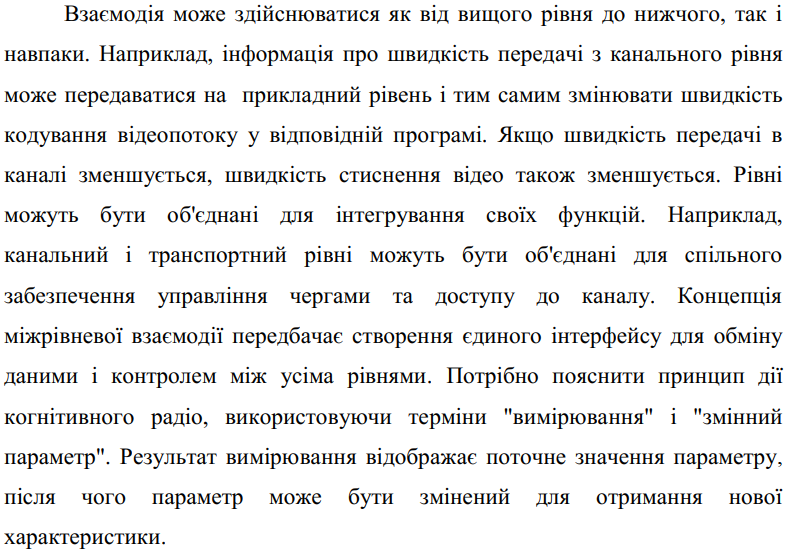 Взаємодія може здійснюватися як від вищого рівня до нижчого, так і
навпаки. Наприклад, інформація про швидкість передачі з канального рівня
може передаватися на прикладний рівень і тим самим змінювати швидкість
кодування відеопотоку у відповідній програмі. Якщо швидкість передачі в
каналі зменшується, швидкість стиснення відео також зменшується. Рівні
можуть бути об'єднані для інтегрування своїх функцій. Наприклад,
канальний і транспортний рівні можуть бути об'єднані для спільного
забезпечення управління чергами та доступу до каналу. Концепція
міжрівневої взаємодії передбачає створення єдиного інтерфейсу для обміну
даними і контролем між усіма рівнями. Потрібно пояснити принцип дії
когнітивного радіо, використовуючи терміни "вимірювання" і "змінний
параметр". Результат вимірювання відображає поточне значення параметру,
після чого параметр може бути змінений для отримання нової
характеристики.